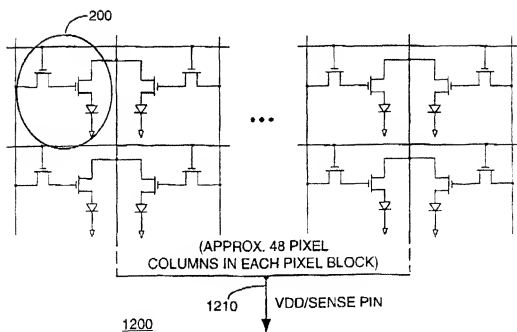 200
(APPROX. 48 PIXEL
COLUMNS IN EACH PIXEL BLOCK)
1210
VDD/SENSE PIN
1200